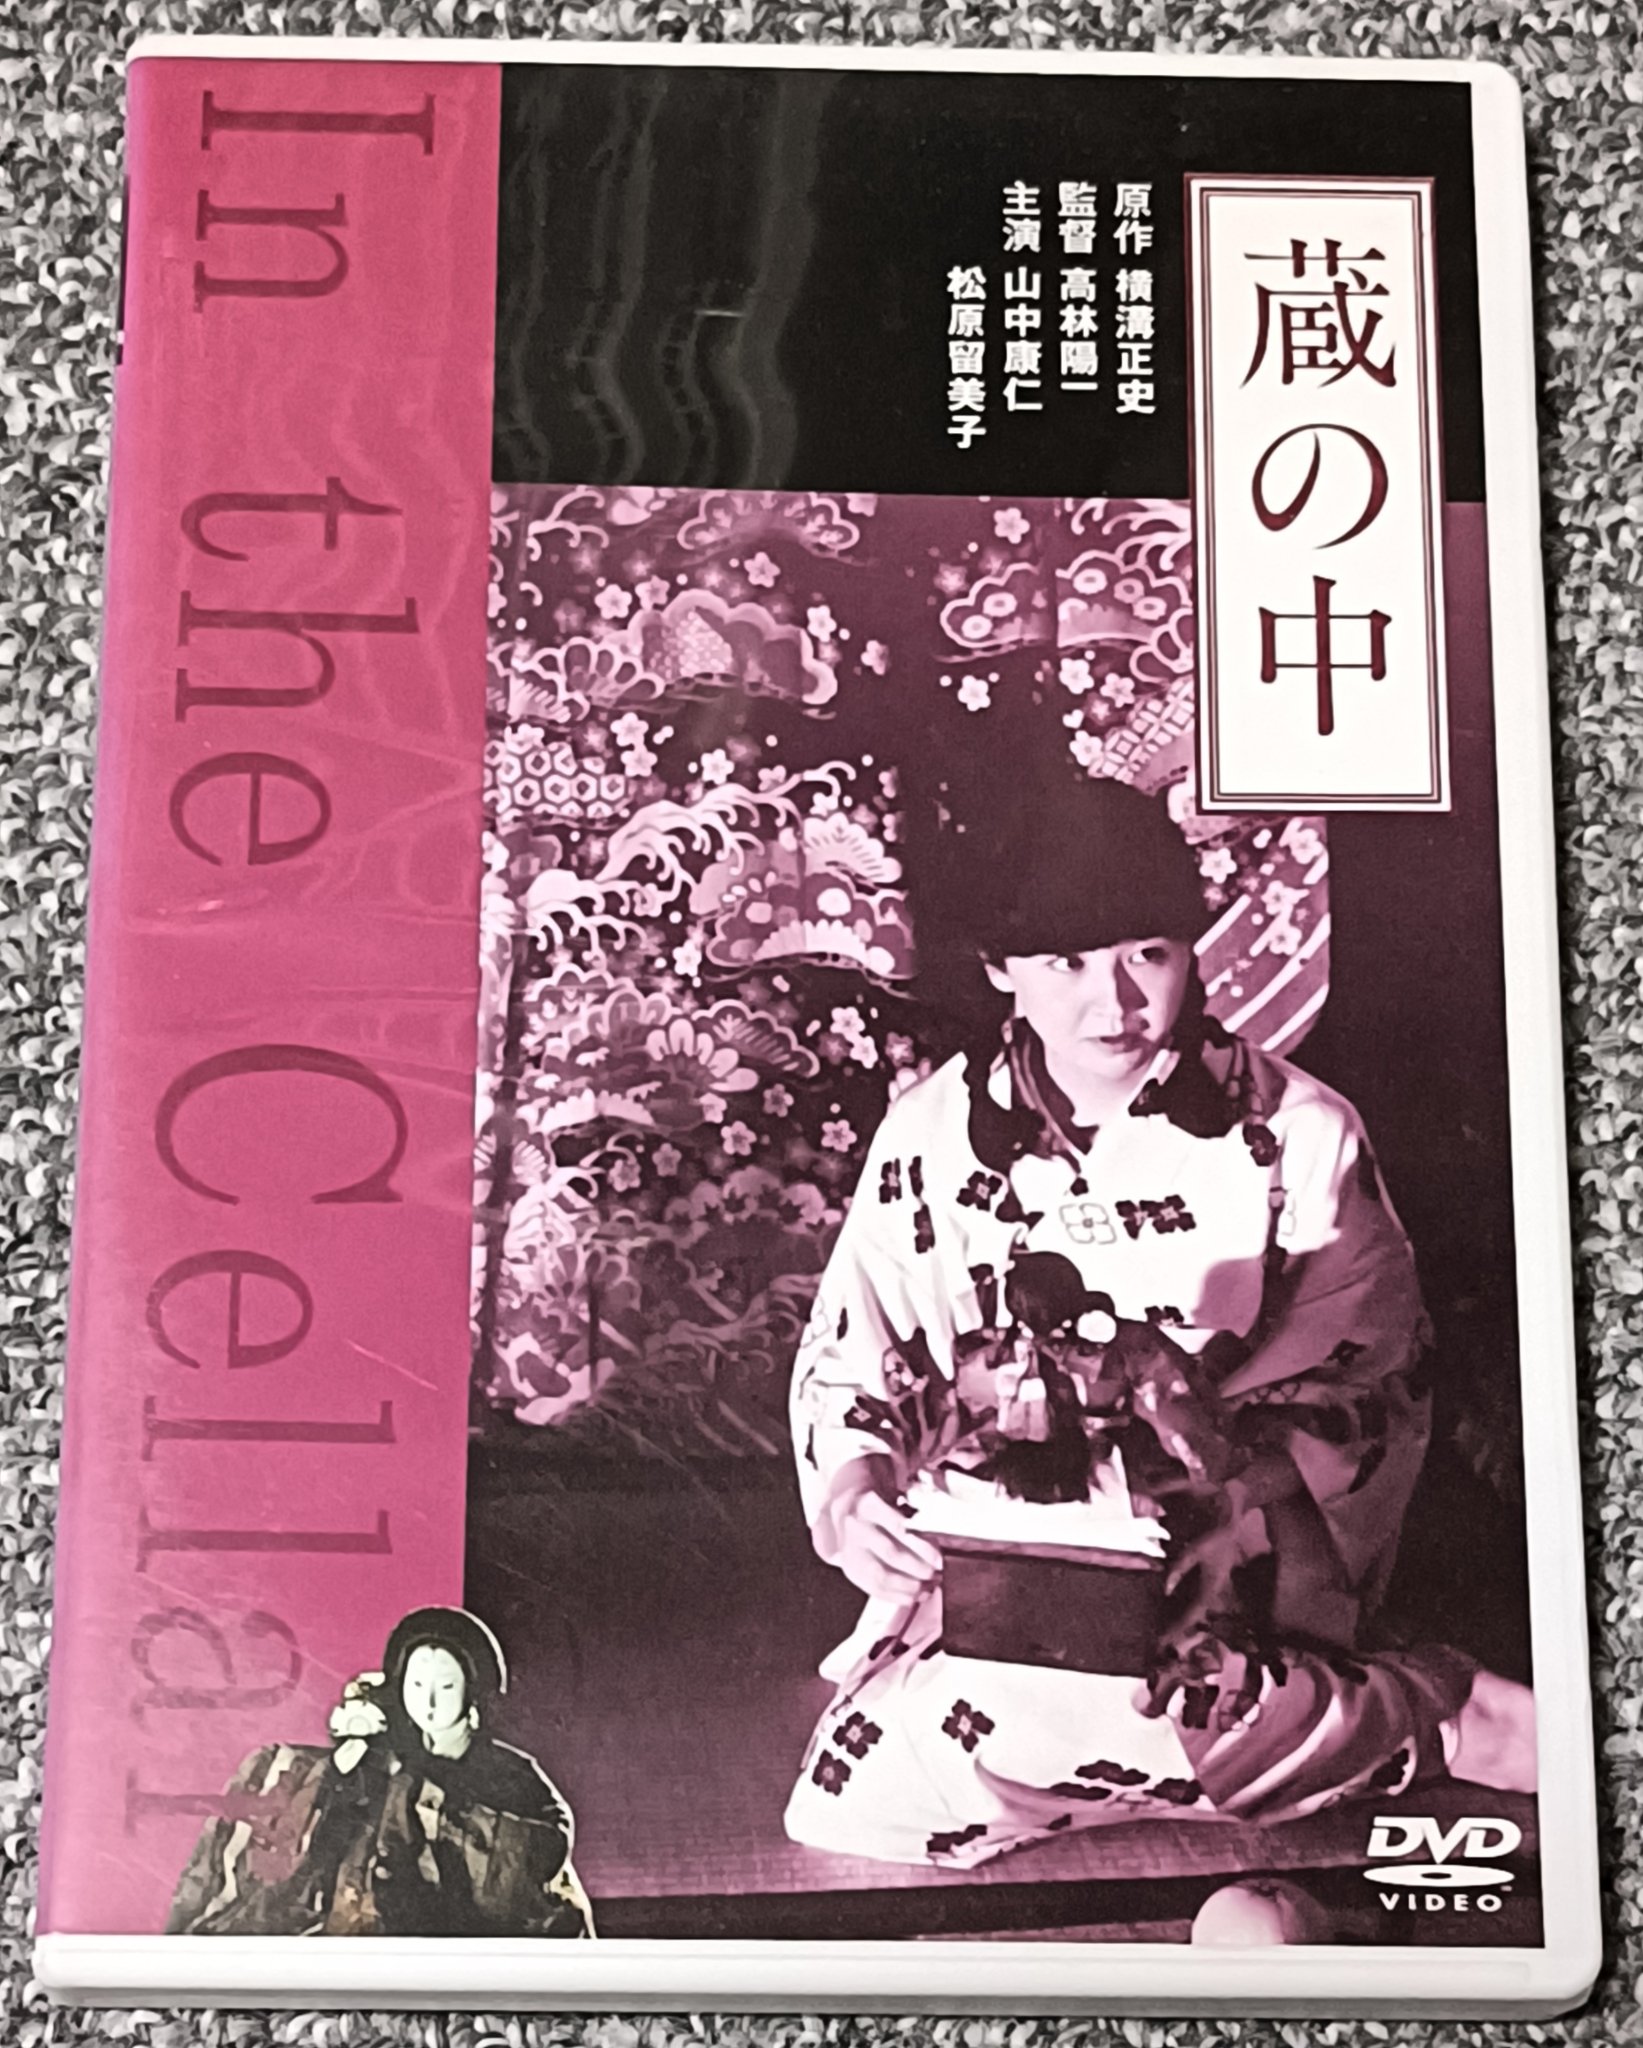 蔵の中
原作 横溝正史
監督 高林陽一
主演 山中康仁
松原留美子
In the Cellar
DVD
VIDEO